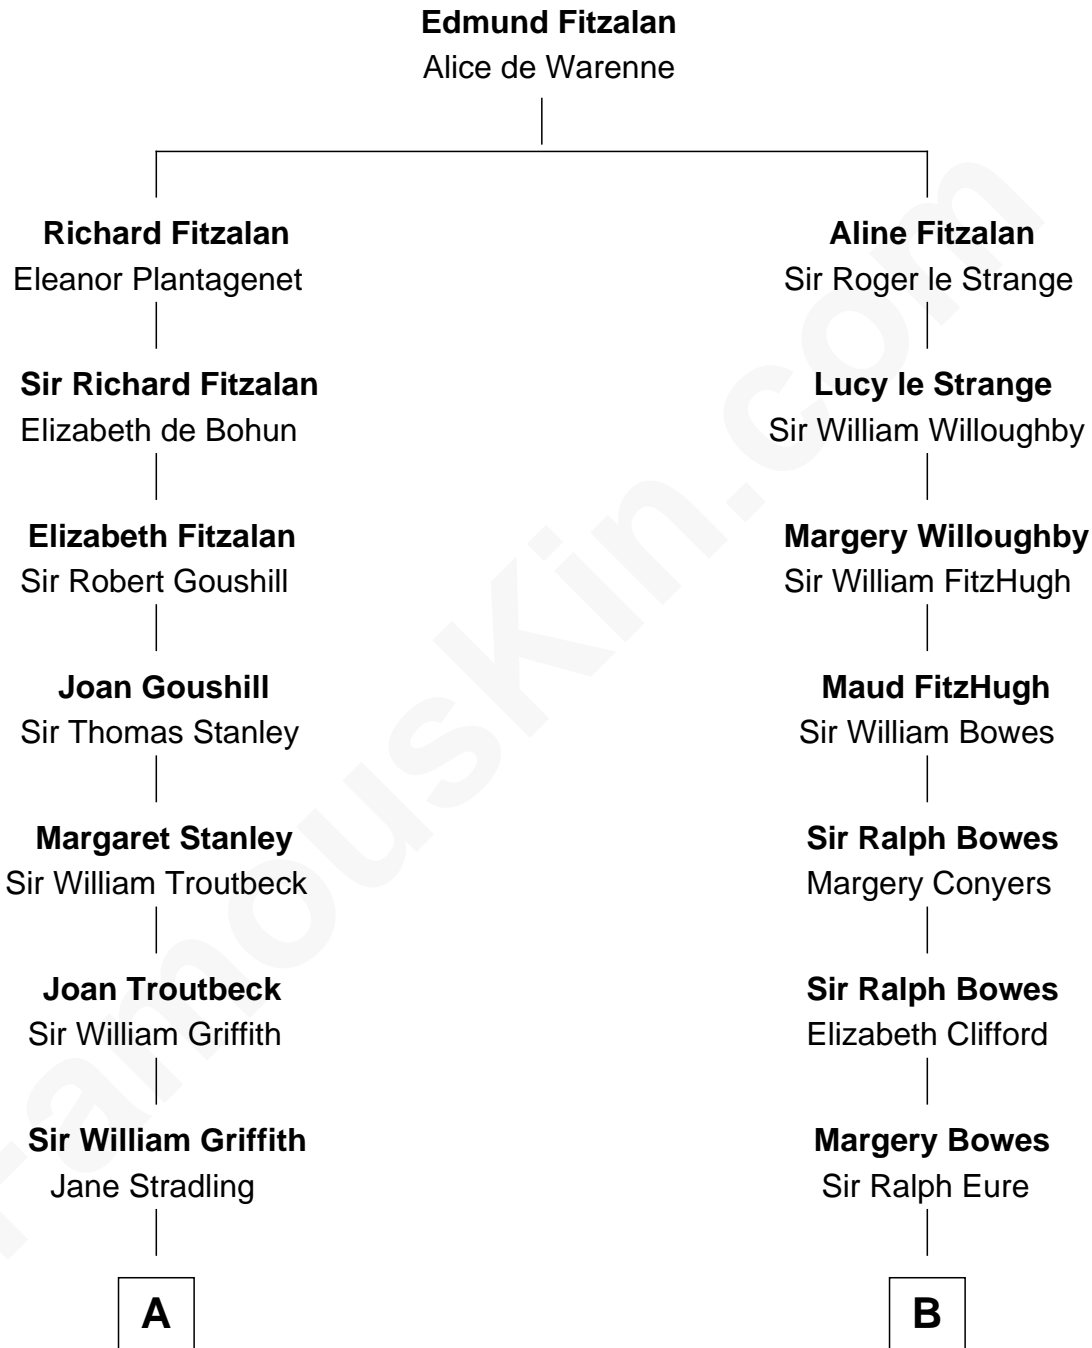 Edmund Fitzalan
Alice de Warenne
Richard Fitzalan
Eleanor Plantagenet
Aline Fitzalan
Sir Roger le Strange
Sir Richard Fitzalan
Elizabeth de Bohun
Lucy le Strange
Sir William Willoughby
Elizabeth Fitzalan
Sir Robert Goushill
Margery Willoughby
Sir William FitzHugh
Joan Goushill
Sir Thomas Stanley
Maud FitzHugh
Sir William Bowes
Margaret Stanley
Sir William Troutbeck
Sir Ralph Bowes
Margery Conyers
Joan Troutbeck
Sir William Griffith
Sir Ralph Bowes
Elizabeth Clifford
Sir William Griffith
Jane Stradling
Margery Bowes
Sir Ralph Eure
A
B
FamousKin.com